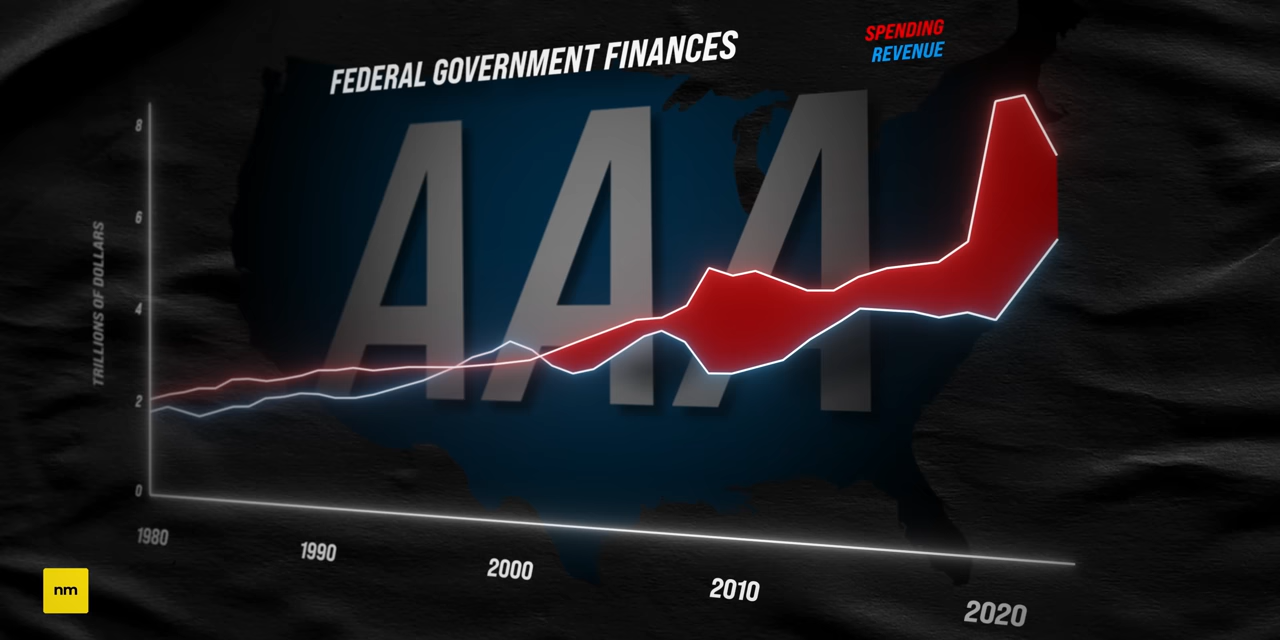 FEDERAL GOVERNMENT FINANCES
SPENDING
REVENUE
AAA
TRILLIONS OF DOLLARS
8
6
4
2
0
1980
1990
2000
2010
2020
nm